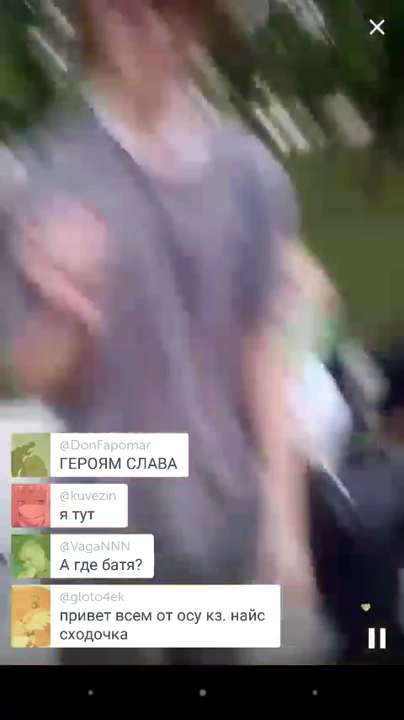 @DonFapomar
ГЕРОЯМ СЛАВА
@kuvezin
я тут
@VagaNNN
А где батя?
@gloto4ek
привет всем от осу кз. найс
сходочка